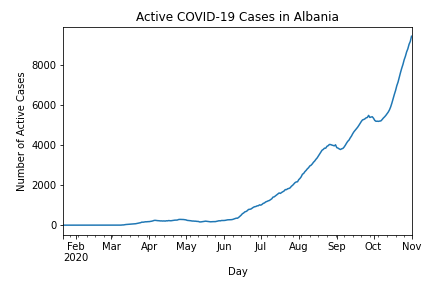 Active COVID-19 Cases in Albania
Number of Active Cases
8000
6000
4000
2000
0
Feb Mar Apr May Jun Jul Aug Sep Oct Nov
2020
Day